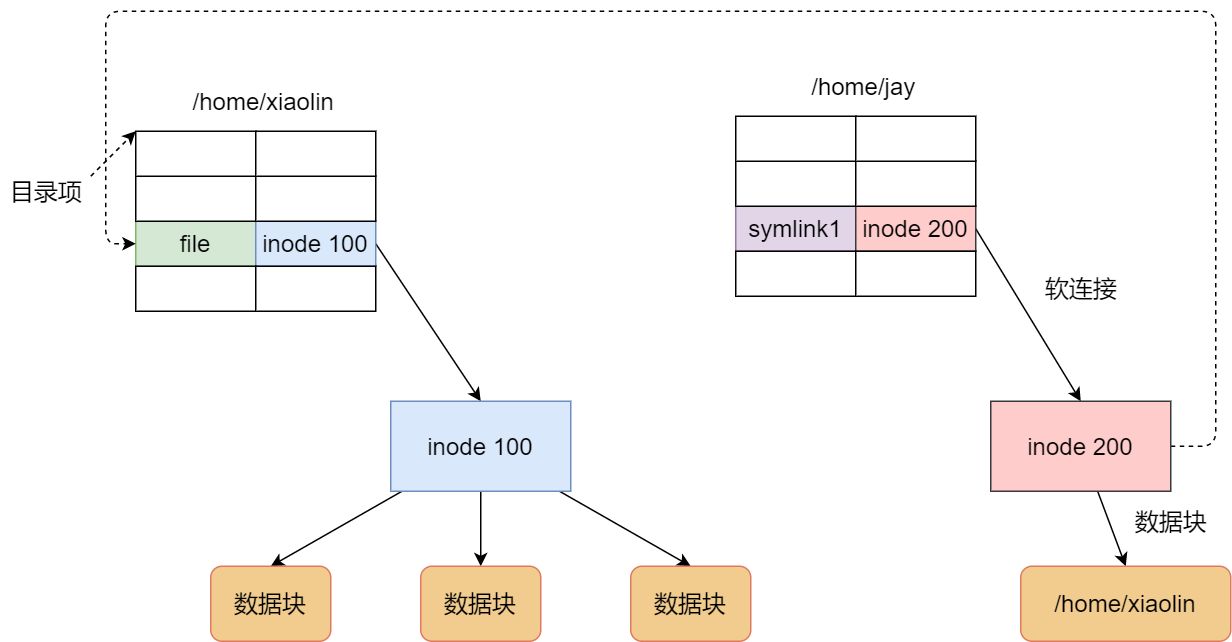 /home/xiaolin
/home/jay
目录项
file
inode 100
symlink1
inode 200
软连接
inode 100
inode 200
数据块
数据块
数据块
数据块
/home/xiaolin